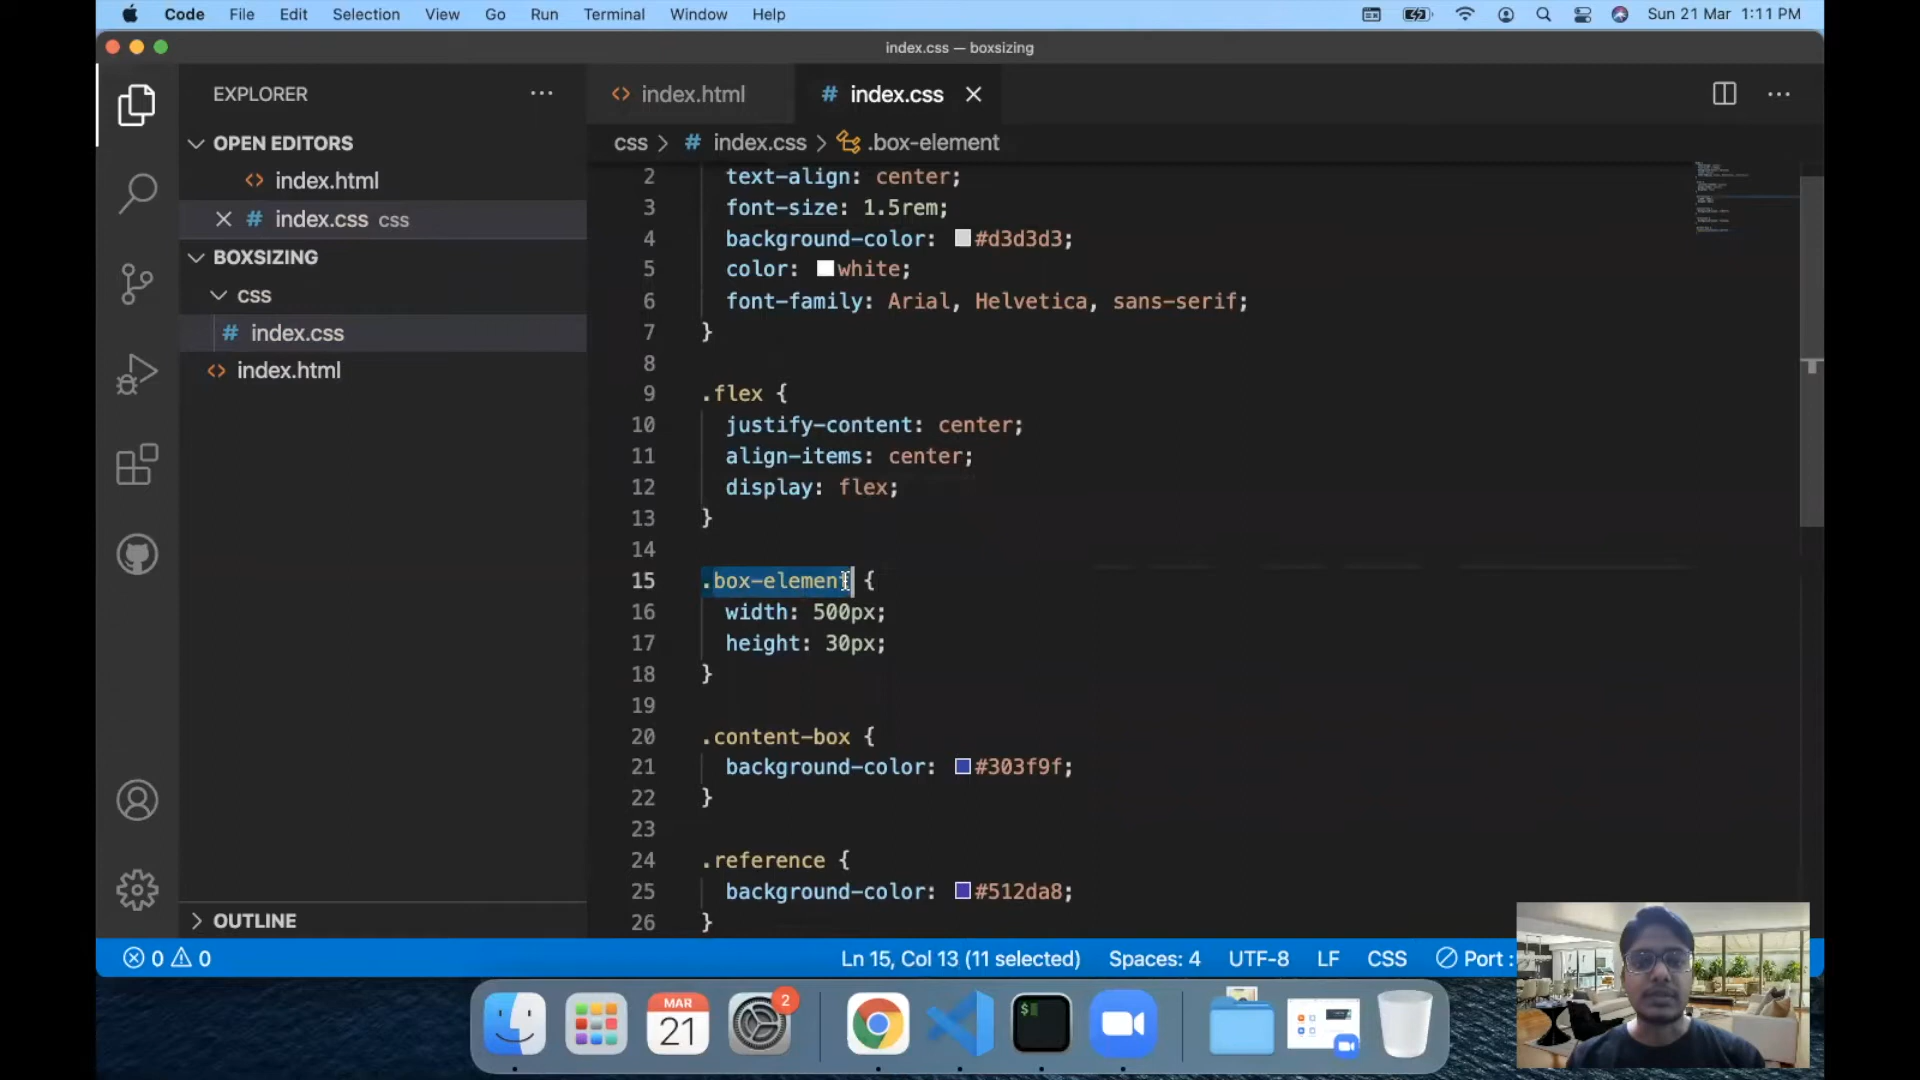 Code File Edit Selection View Go Run Terminal Window Help Sun 21 Mar 1:11 PM
index.css — boxsizing
EXPLORER
OPEN EDITORS
index.html
index.css css
BOXSIZING
css
# index.css
index.html
OUTLINE
index.html # index.css
css > # index.css > .box-element
2 text-align: center;
3 font-size: 1.5rem;
4 background-color: #d3d3d3;
5 color: white;
6 font-family: Arial, Helvetica, sans-serif;
7 }
8
9 .flex {
10 justify-content: center;
11 align-items: center;
12 display: flex;
13 }
14
15 .box-element {
16 width: 500px;
17 height: 30px;
18 }
19
20 .content-box {
21 background-color: #303f9f;
22 }
23
24 .reference {
25 background-color: #512da8;
26 }
0 0 Ln 15, Col 13 (11 selected) Spaces: 4 UTF-8 LF CSS Port :
MAR
21
2
$